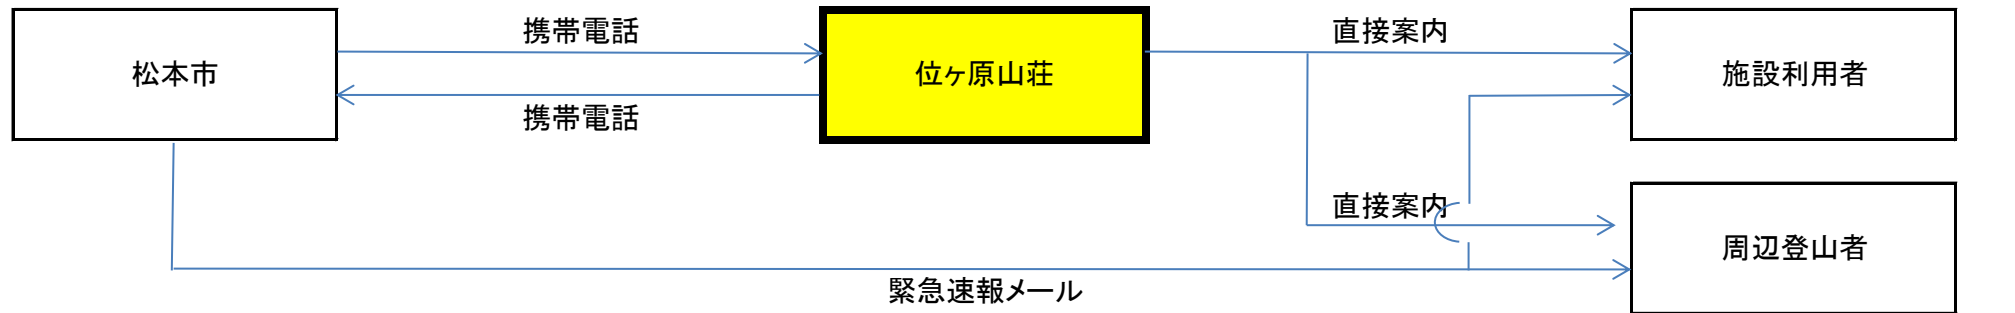 携帯電話
直接案内
松本市
位ヶ原山荘
施設利用者
携帯電話
直接案内
周辺登山者
緊急速報メール